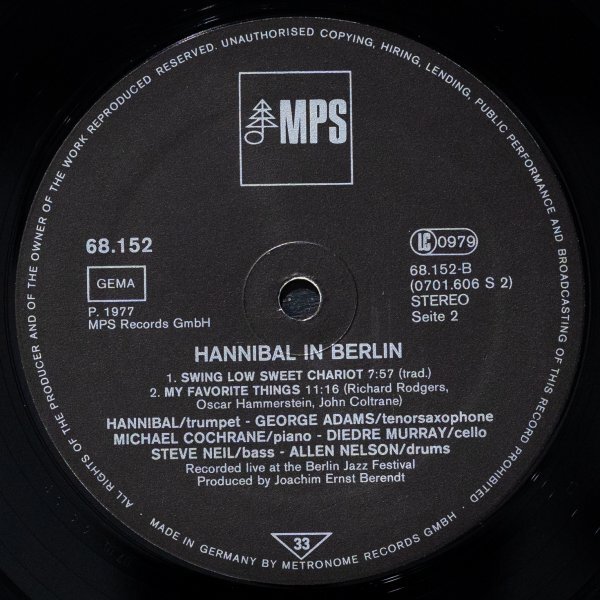 ALL RIGHTS OF THE PRODUCER AND OF THE OWNER OF THE WORK REPRODUCED RESERVED. UNAUTHORISED COPYING, HIRING, LENDING, PUBLIC PERFORMANCE AND BROADCASTING OF THIS RECORD PROHIBITED.
MPS
68.152
GEMA
P. 1977
MPS Records GmbH
LC 0979
68.152-B
(0701.606 S 2)
STEREO
Seite 2
HANNIBAL IN BERLIN
1. SWING LOW SWEET CHARIOT 7:57 (trad.)
2. MY FAVORITE THINGS 11:16 (Richard Rodgers,
Oscar Hammerstein, John Coltrane)
HANNIBAL/trumpet - GEORGE ADAMS/tenorsaxophone
MICHAEL COCHRANE/piano - DIEDRE MURRAY/cello
STEVE NEIL/bass - ALLEN NELSON/drums
Recorded live at the Berlin Jazz Festival
Produced by Joachim Ernst Berendt
33
MADE IN GERMANY BY METRONOME RECORDS GMBH